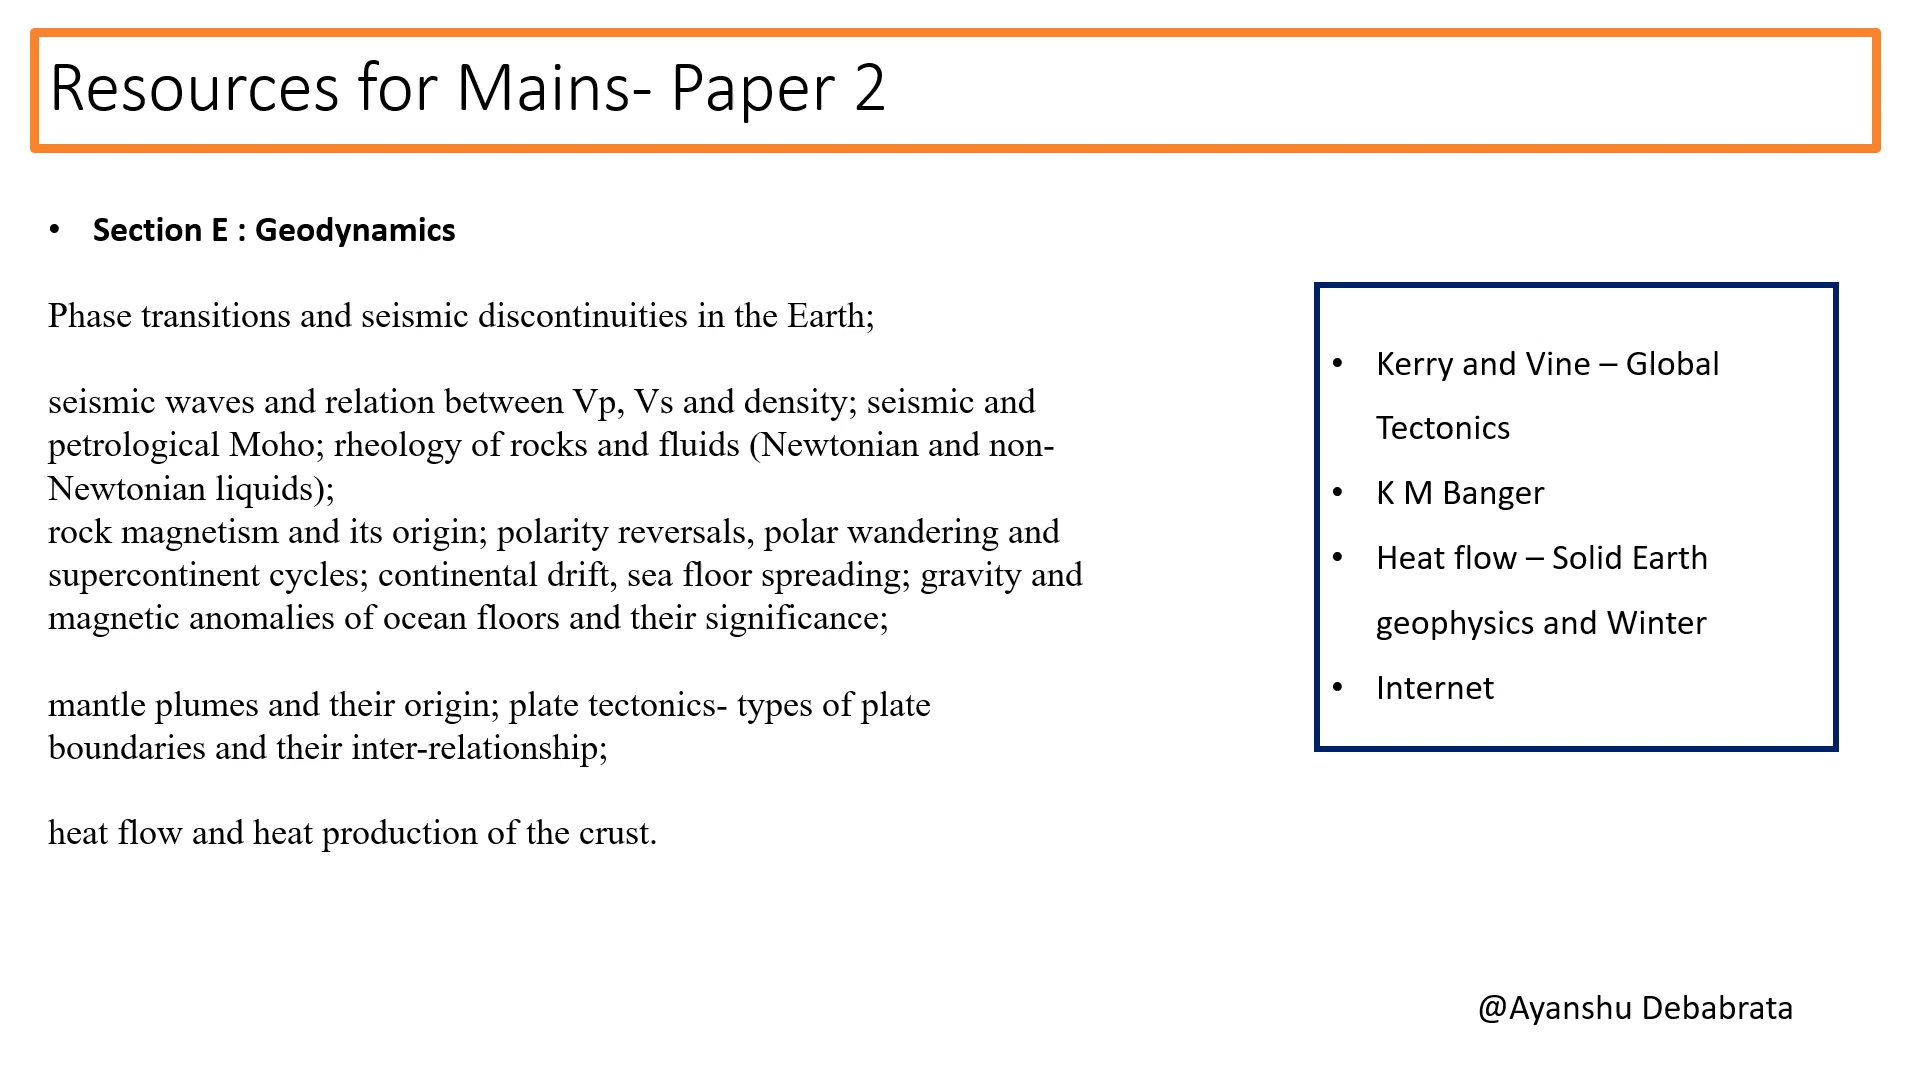 Resources for Mains- Paper 2
• Section E : Geodynamics
Phase transitions and seismic discontinuities in the Earth;
seismic waves and relation between Vp, Vs and density; seismic and
petrological Moho; rheology of rocks and fluids (Newtonian and non-
Newtonian liquids);
rock magnetism and its origin; polarity reversals, polar wandering and
supercontinent cycles; continental drift, sea floor spreading; gravity and
magnetic anomalies of ocean floors and their significance;
mantle plumes and their origin; plate tectonics- types of plate
boundaries and their inter-relationship;
heat flow and heat production of the crust.
• Kerry and Vine – Global
Tectonics
• K M Banger
• Heat flow – Solid Earth
geophysics and Winter
• Internet
@Ayanshu Debabrata